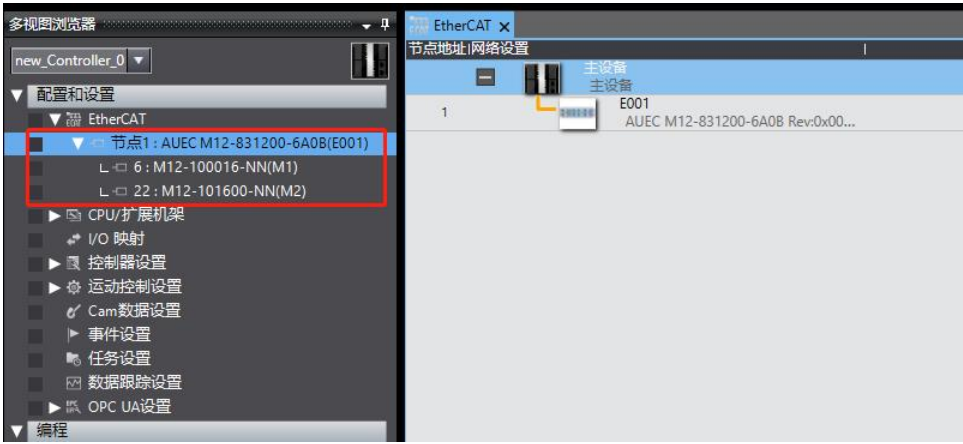 多视图浏览器
new_Controller_0
配置和设置
EtherCAT
节点1 : AUEC M12-831200-6A0B(E001)
6 : M12-100016-NN(M1)
22 : M12-101600-NN(M2)
CPU/扩展机架
I/O 映射
控制器设置
运动控制设置
Cam数据设置
事件设置
任务设置
数据跟踪设置
OPC UA设置
编程
EtherCAT
节点地址|网络设置
主设备
主设备
1
E001
AUEC M12-831200-6A0B Rev:0x00...